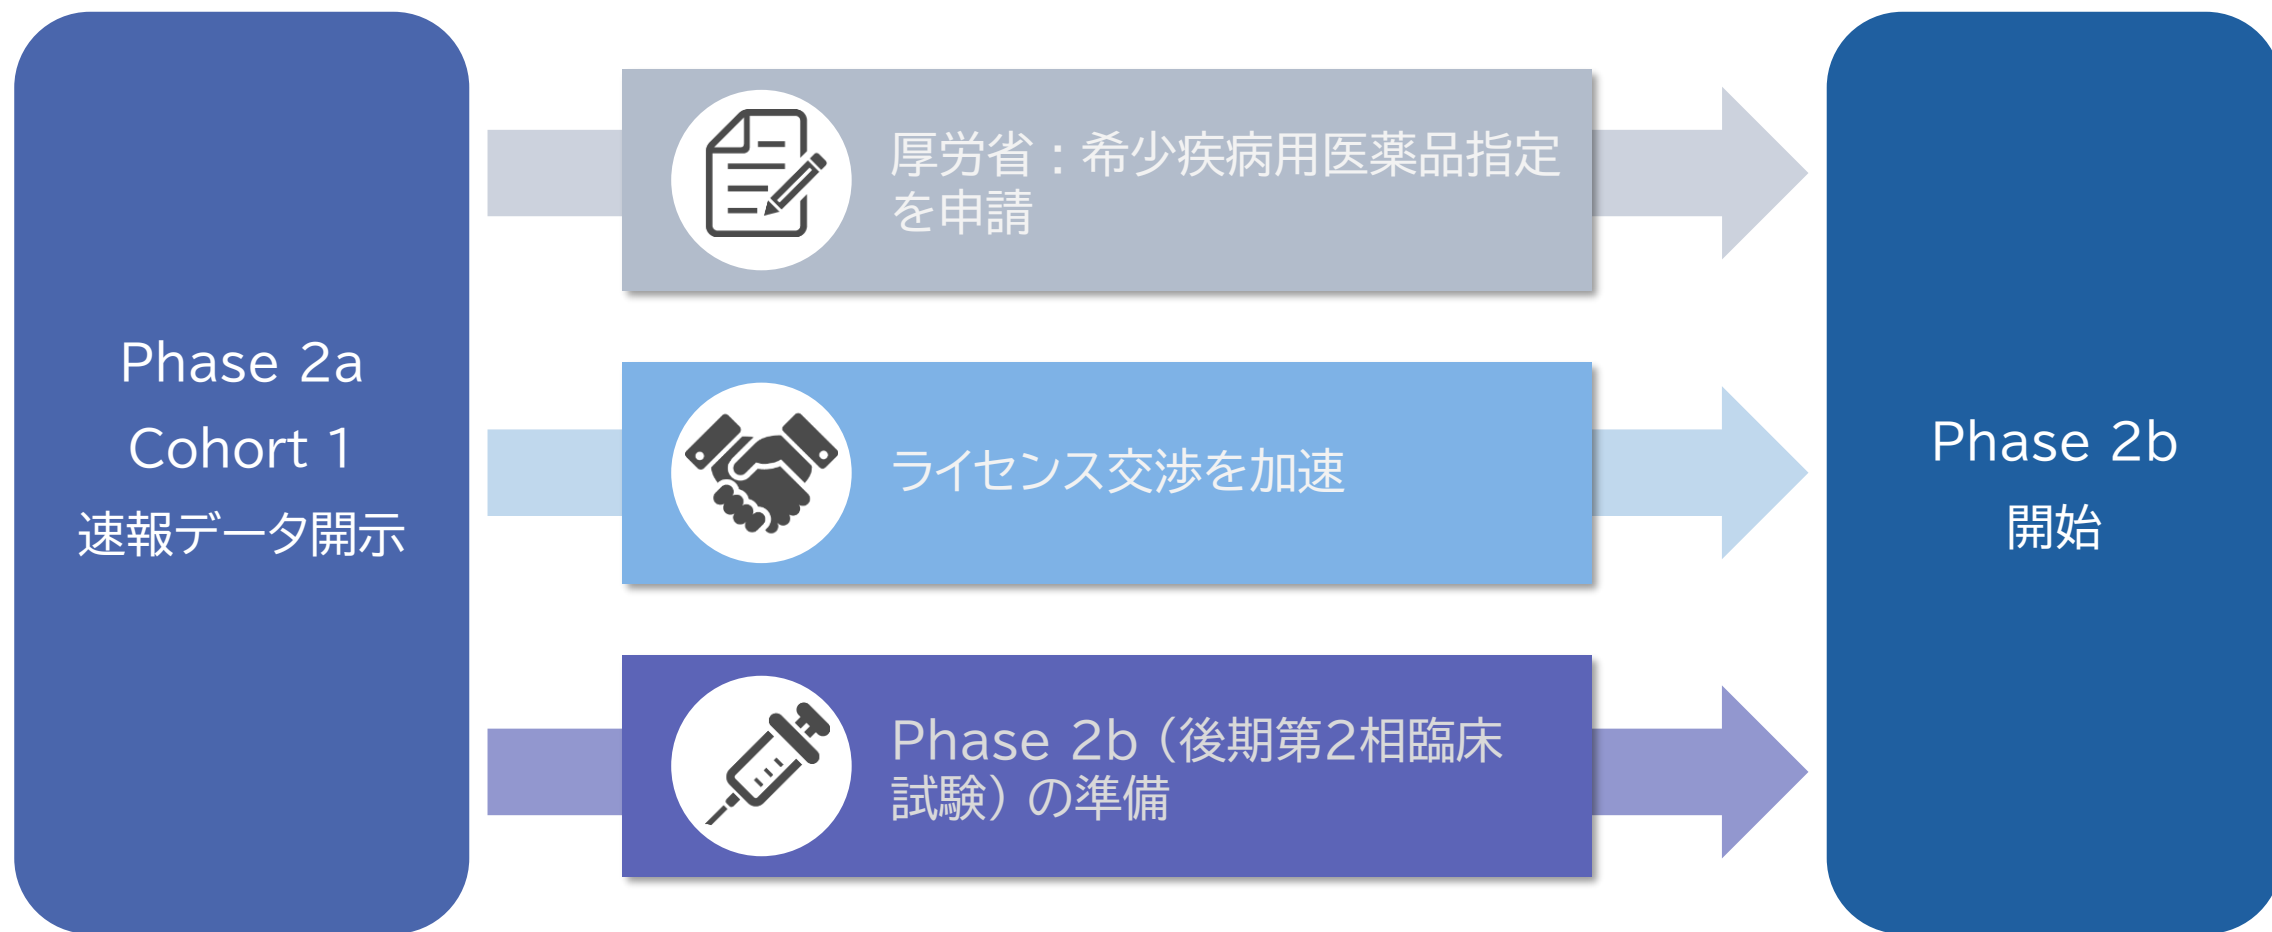 Phase 2a
Cohort 1
速報データ開示
厚労省：希少疾病用医薬品指定
を申請
ライセンス交渉を加速
Phase 2b（後期第2相臨床
試験）の準備
Phase 2b
開始